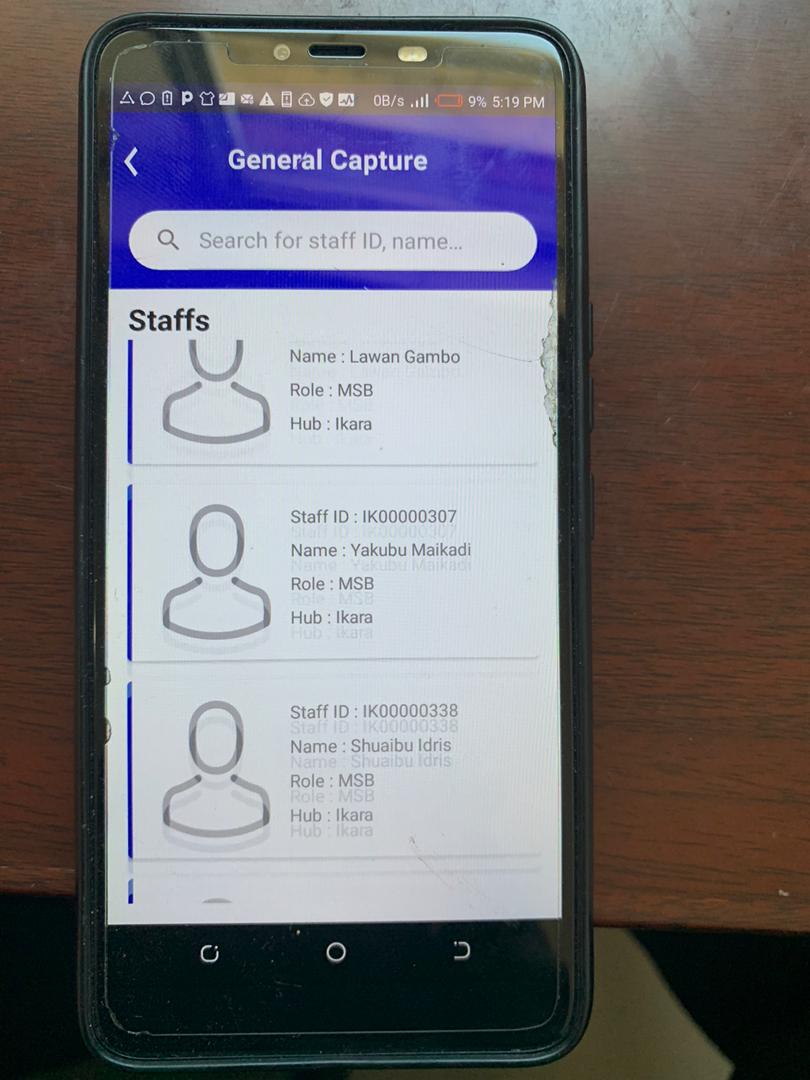 0B/s 9% 5:19 PM
General Capture
Search for staff ID, name...
Staffs
Name : Lawan Gambo
Role : MSB
Hub : Ikara
Staff ID : IK00000307
Name : Yakubu Maikadi
Role : MSB
Hub : Ikara
Staff ID : IK00000338
Name : Shuaibu Idris
Role : MSB
Hub : Ikara